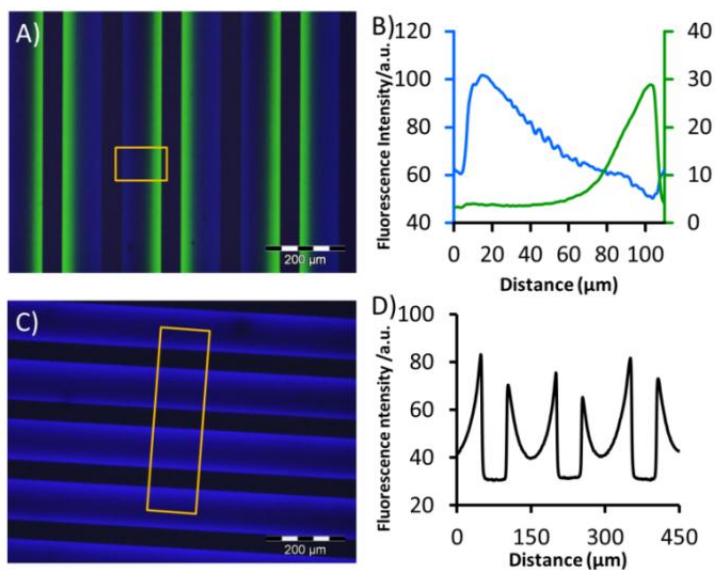 A)
200 µm
B)
Fluorescence Intensity/a.u.
120
100
80
60
40
40
30
20
10
0
0 20 40 60 80 100
Distance (µm)
C)
200 µm
D)
Fluorescence ntensity /a.u.
100
80
60
40
20
0 150 300 450
Distance (µm)